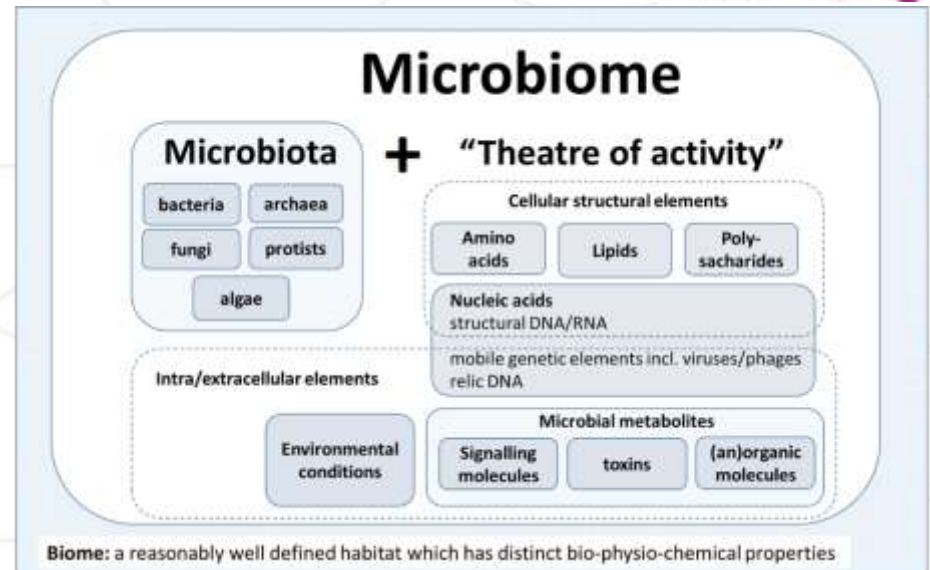 Microbiome
Microbiota + “Theatre of activity”
bacteria
archaea
fungi
protists
algae
Cellular structural elements
Amino
acids
Lipids
Poly-
sacharides
Nucleic acids
structural DNA/RNA
mobile genetic elements incl. viruses/phages
relic DNA
Intra/extracellular elements
Environmental
conditions
Microbial metabolites
Signalling
molecules
toxins
(an)organic
molecules
Biome: a reasonably well defined habitat which has distinct bio-physio-chemical properties